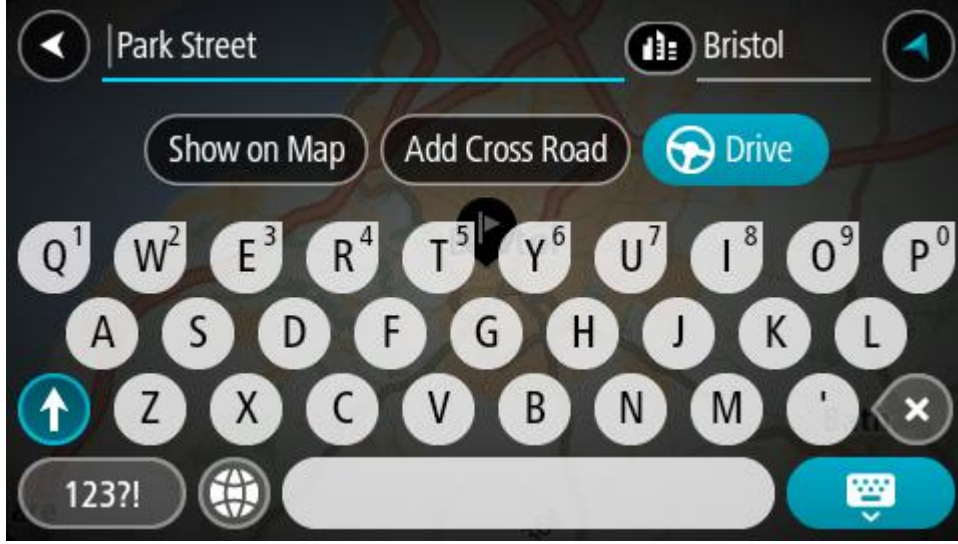 Park Street Bristol
Show on Map Add Cross Road Drive
Q1 W2 E3 R4 T5 Y6 U7 I8 O9 P0
A S D F G H J K L
Z X C V B N M '
123?!